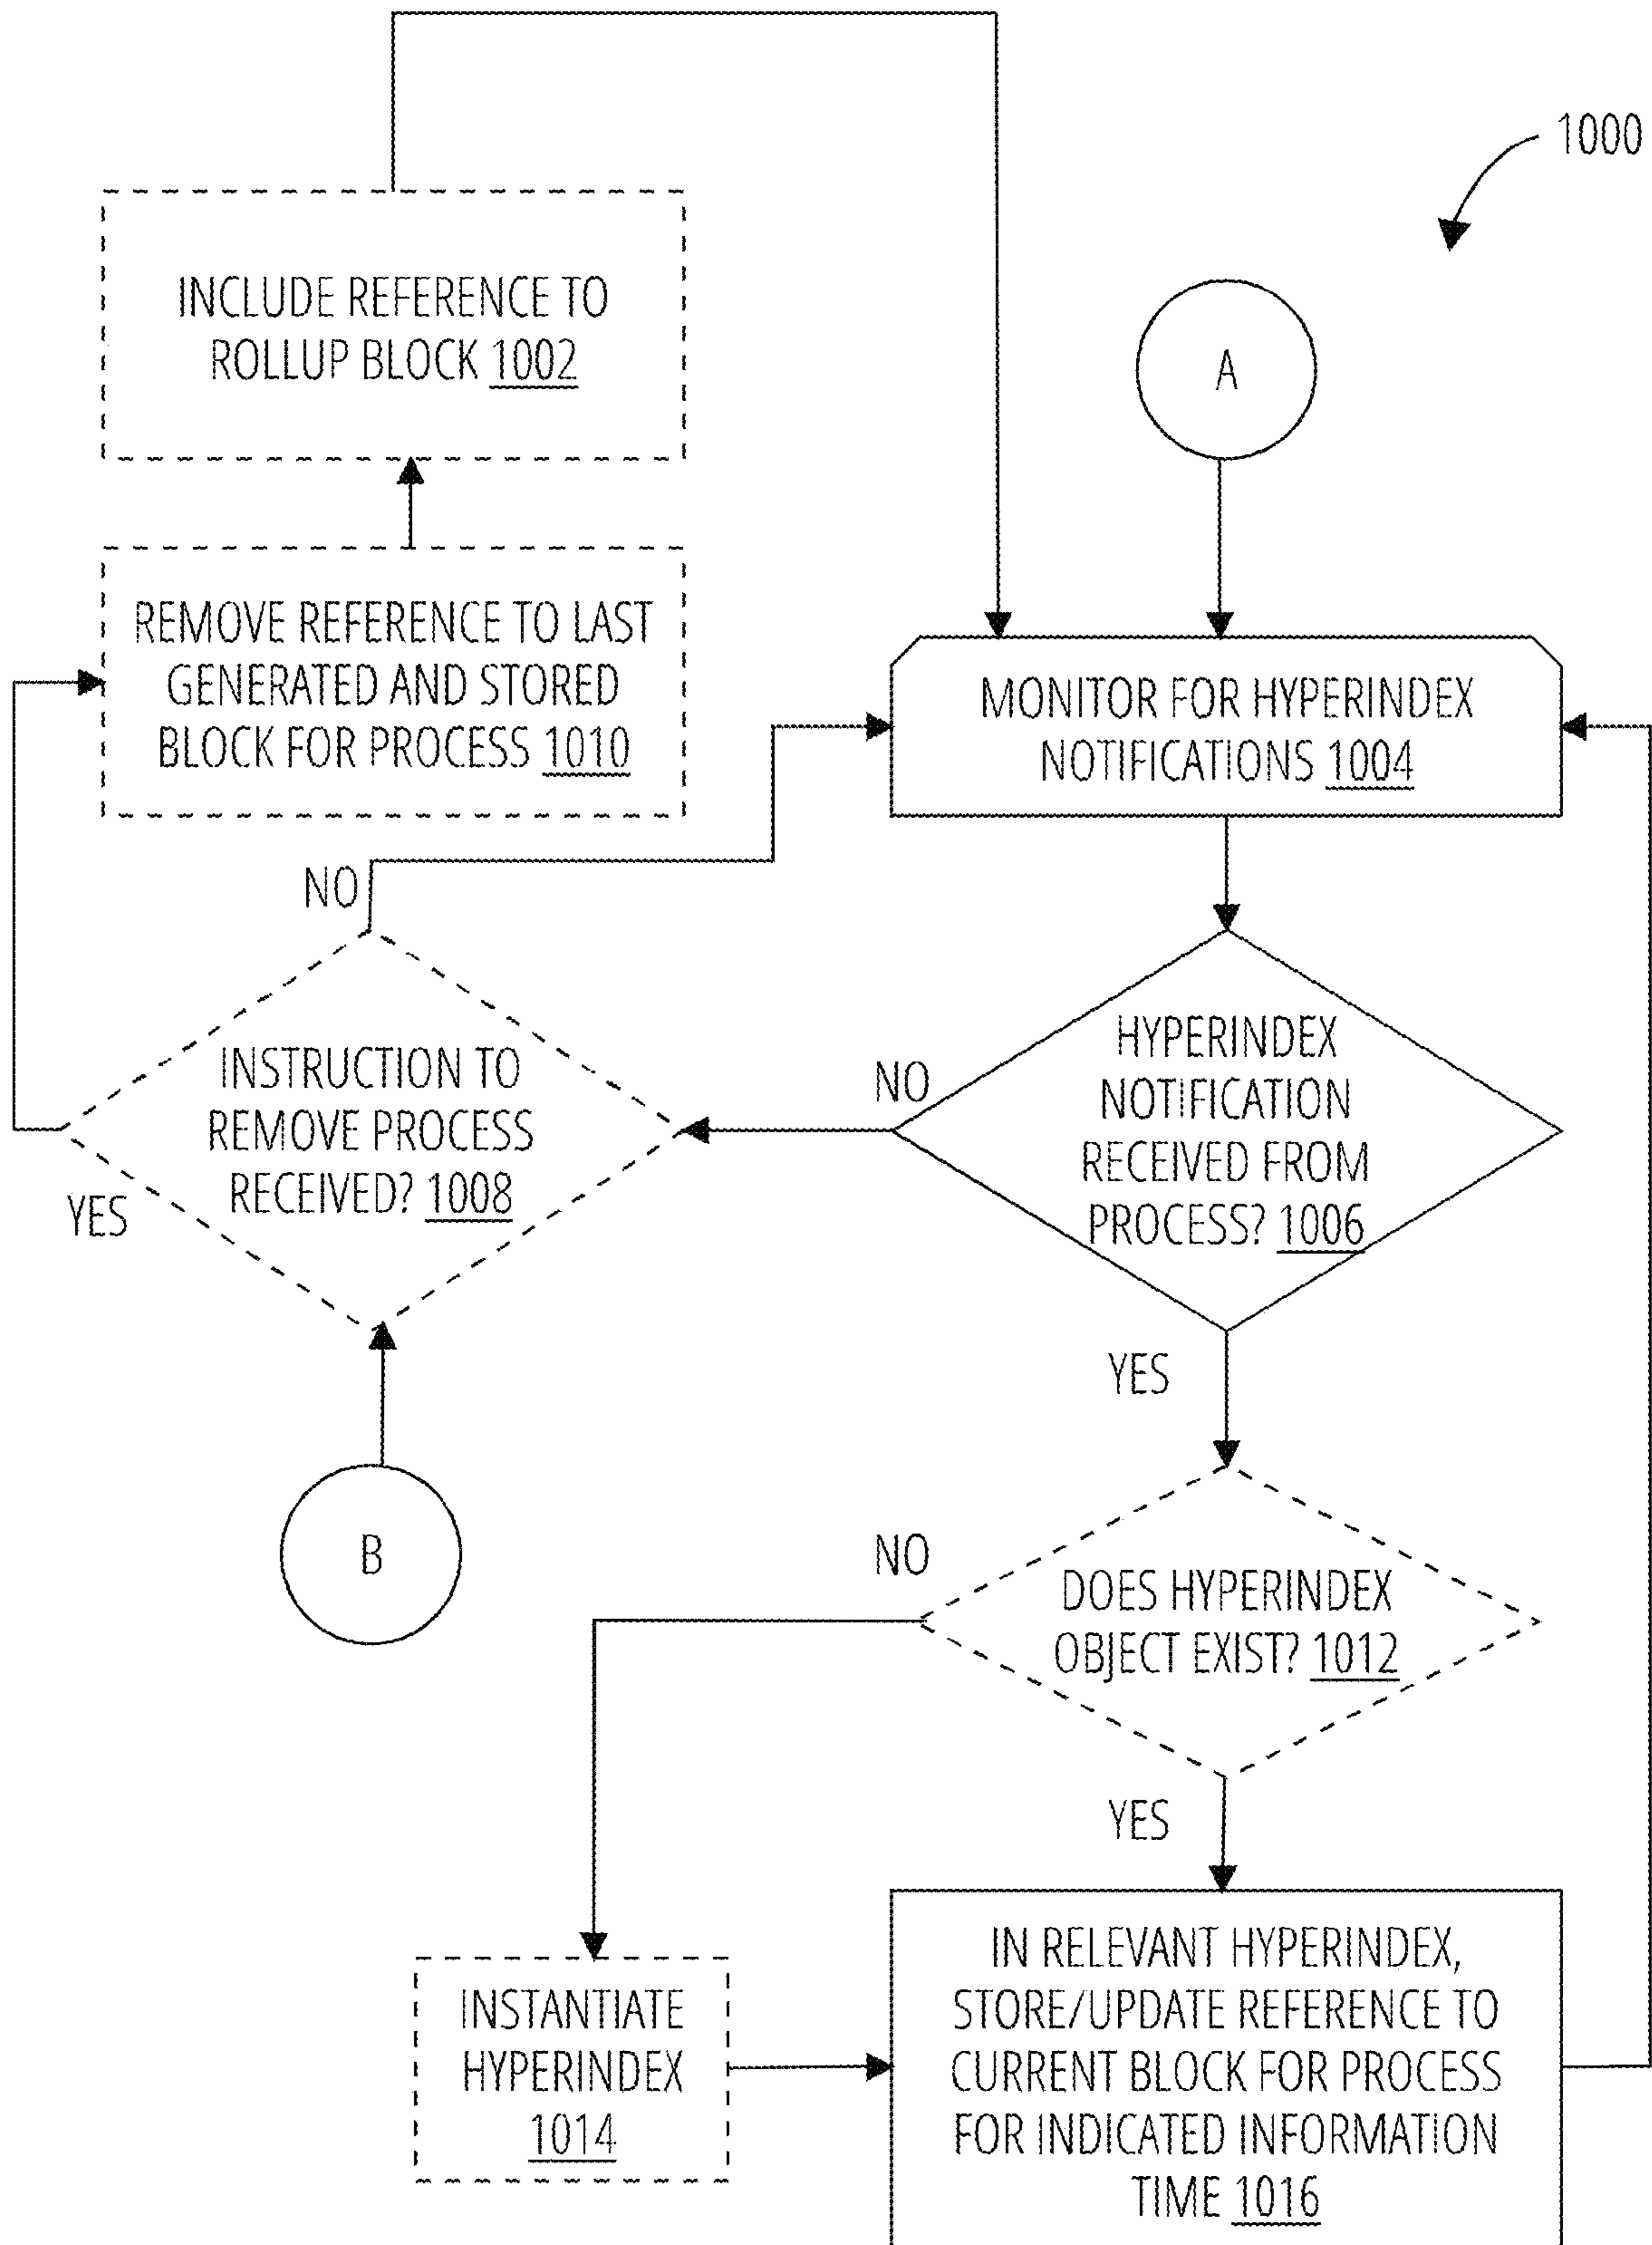 1000
INCLUDE REFERENCE TO
ROLLUP BLOCK 1002
A
REMOVE REFERENCE TO LAST
GENERATED AND STORED
BLOCK FOR PROCESS 1010
MONITOR FOR HYPERINDEX
NOTIFICATIONS 1004
NO
INSTRUCTION TO
REMOVE PROCESS
RECEIVED? 1008
YES
NO
HYPERINDEX
NOTIFICATION
RECEIVED FROM
PROCESS? 1006
YES
B
NO
DOES HYPERINDEX
OBJECT EXIST? 1012
YES
INSTANTIATE
HYPERINDEX
1014
IN RELEVANT HYPERINDEX,
STORE/UPDATE REFERENCE TO
CURRENT BLOCK FOR PROCESS
FOR INDICATED INFORMATION
TIME 1016